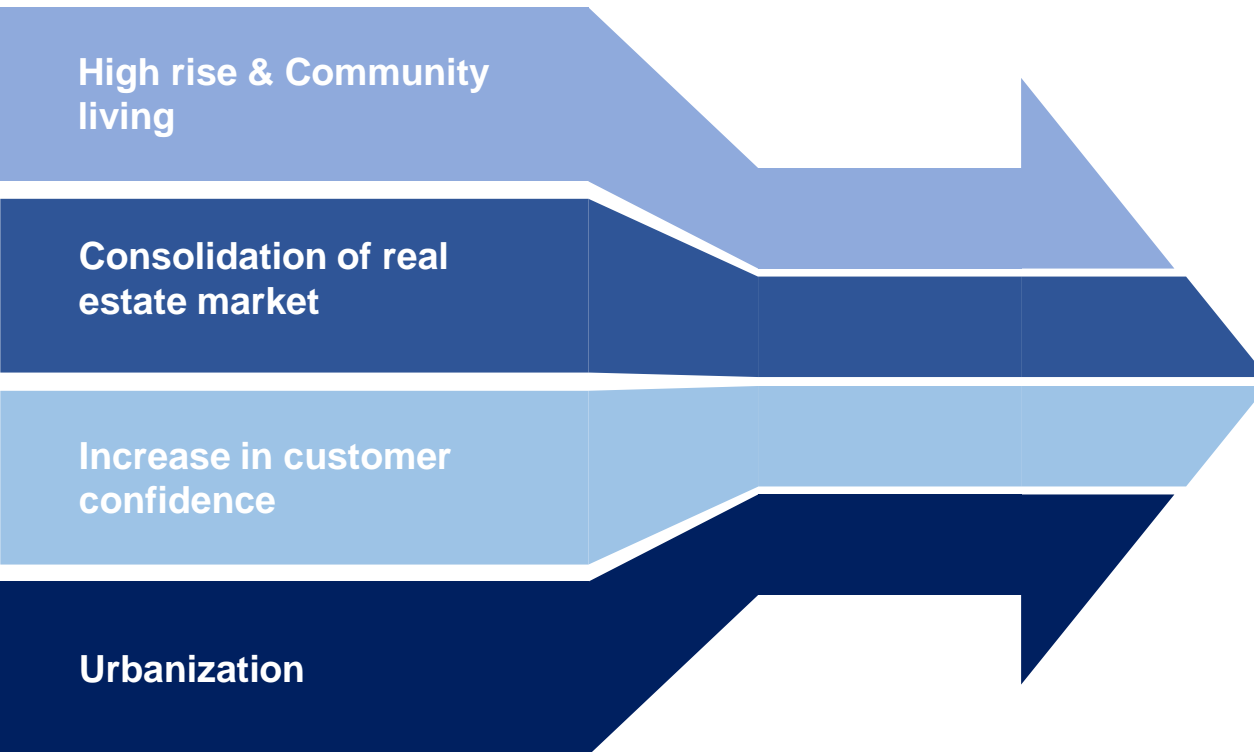 High rise & Community
living
Consolidation of real
estate market
Increase in customer
confidence
Urbanization